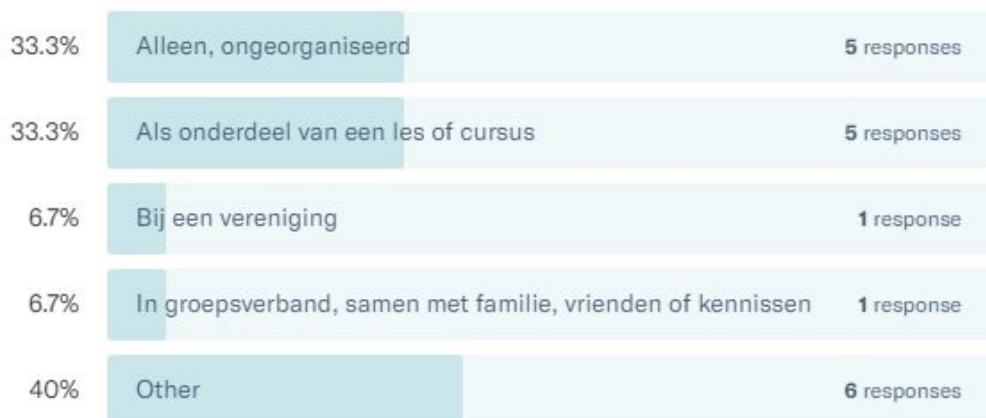 33.3% Alleen, ongeorganiseerd 5 responses
33.3% Als onderdeel van een les of cursus 5 responses
6.7% Bij een vereniging 1 response
6.7% In groepsverband, samen met familie, vrienden of kennissen 1 response
40% Other 6 responses